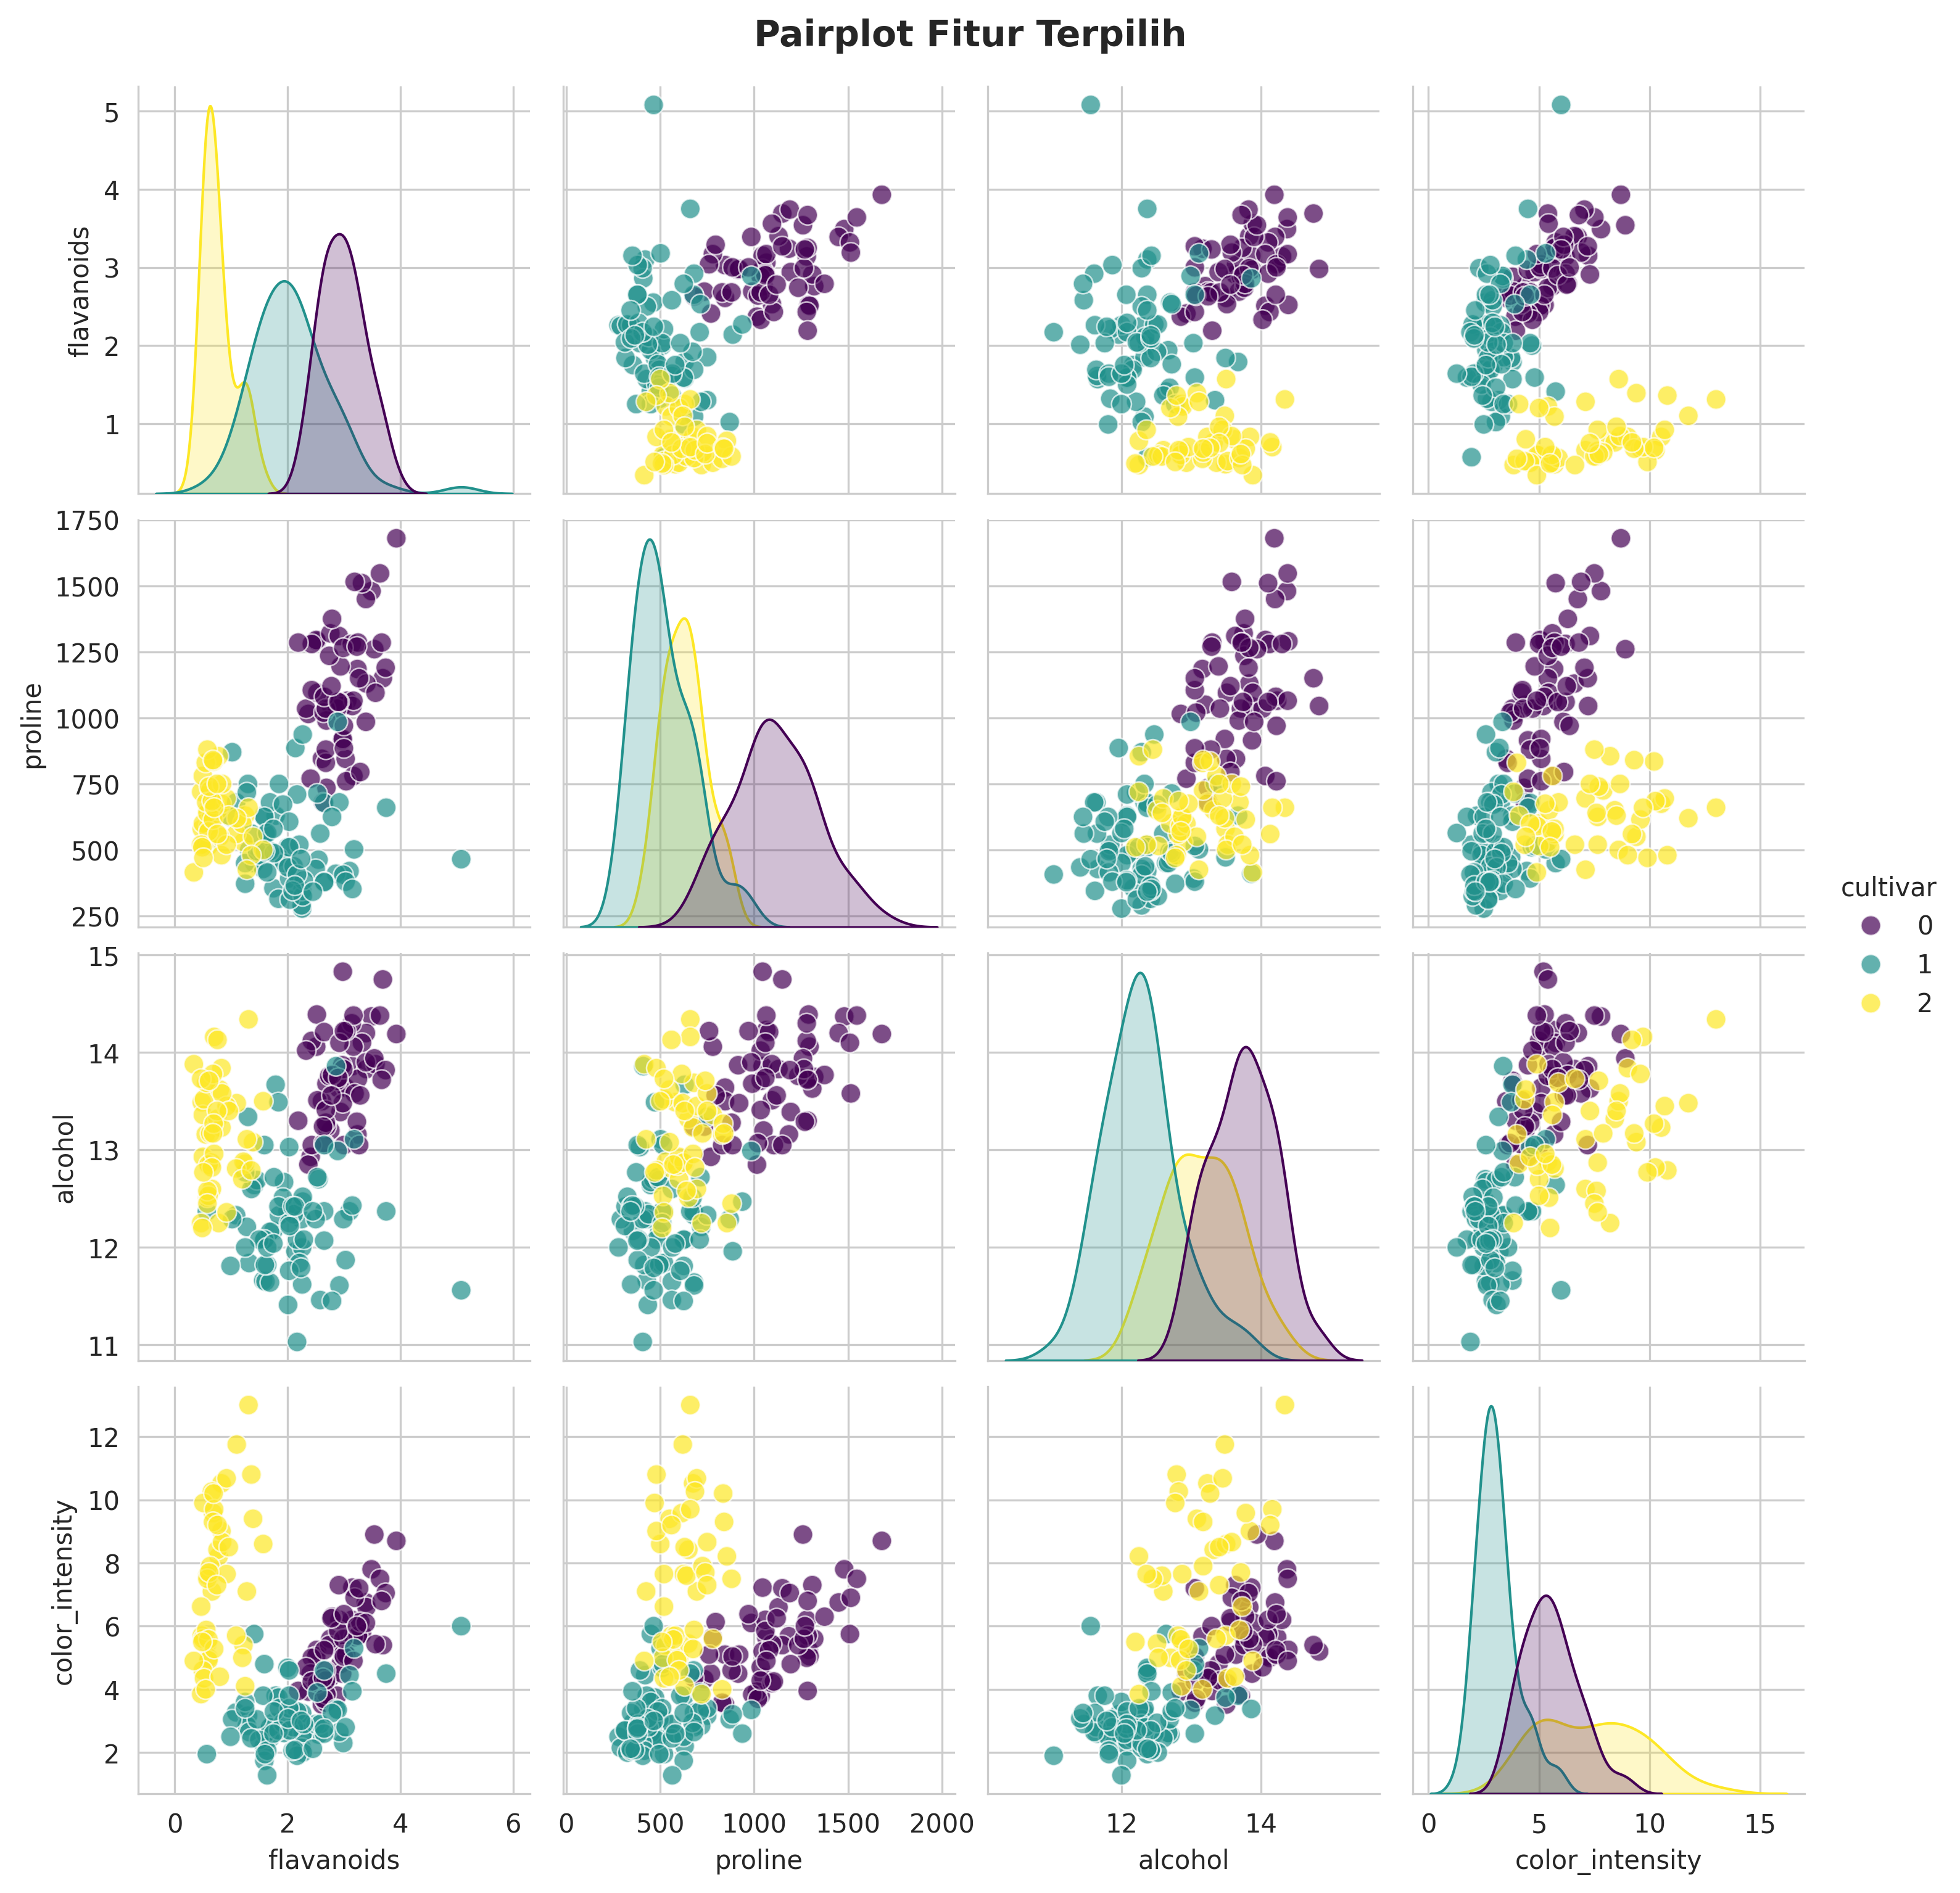 Pairplot Fitur Terpilih
5
4
3
2
1
flavanoids
1750
1500
1250
1000
750
500
250
proline
cultivar
0
1
2
15
14
13
12
11
alcohol
12
10
8
6
4
2
color_intensity
0 2 4 6
0 500 1000 1500 2000
12 14
0 5 10 15
flavanoids
proline
alcohol
color_intensity